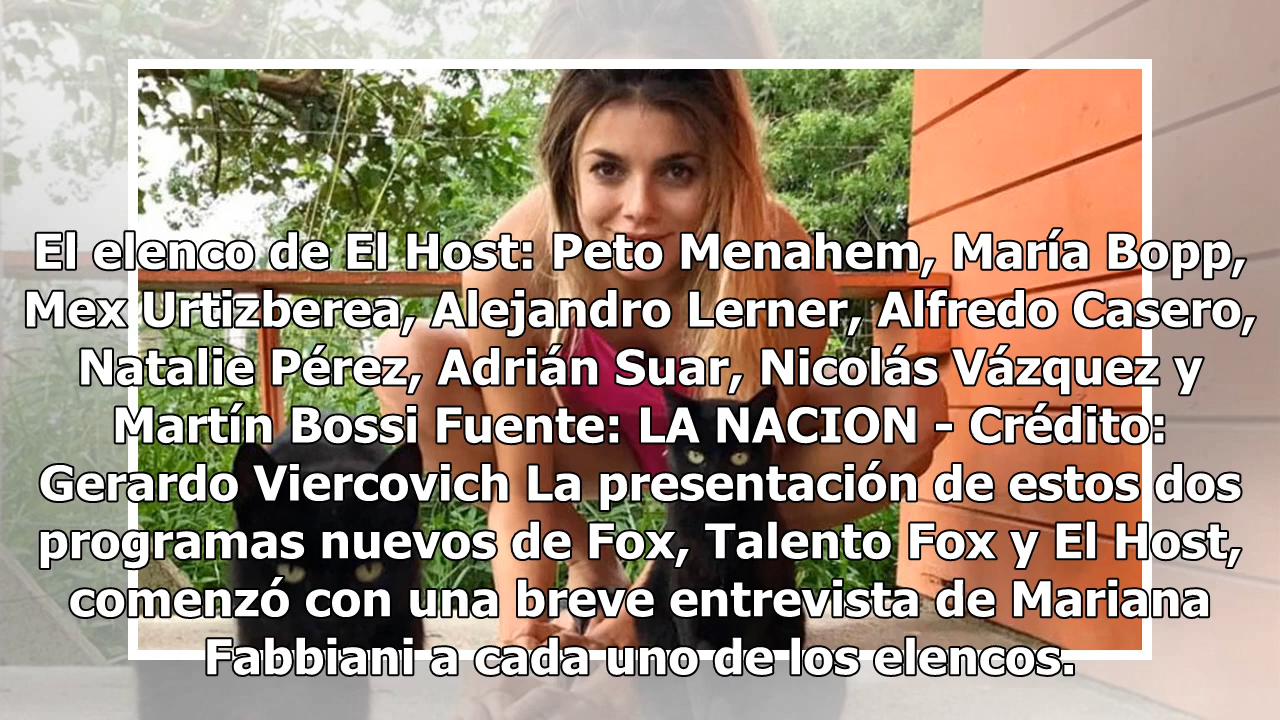 El elenco de El Host: Peto Menahem, María Bopp,
Mex Urtizberea, Alejandro Lerner, Alfredo Casero,
Natalie Pérez, Adrián Suar, Nicolás Vázquez y
Martín Bossi Fuente: LA NACION - Crédito:
Gerardo Viercovich La presentación de estos dos
programas nuevos de Fox, Talento Fox y El Host,
comenzó con una breve entrevista de Mariana
Fabbiani a cada uno de los elencos.